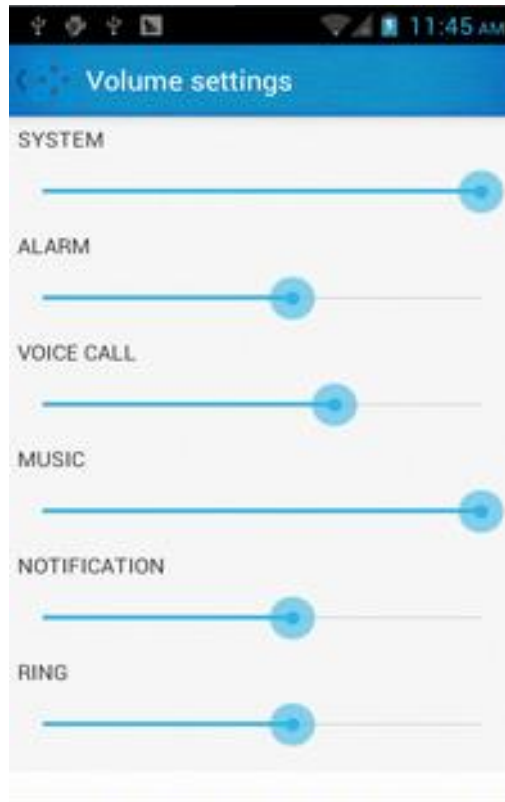 11:45 AM
Volume settings
SYSTEM
ALARM
VOICE CALL
MUSIC
NOTIFICATION
RING